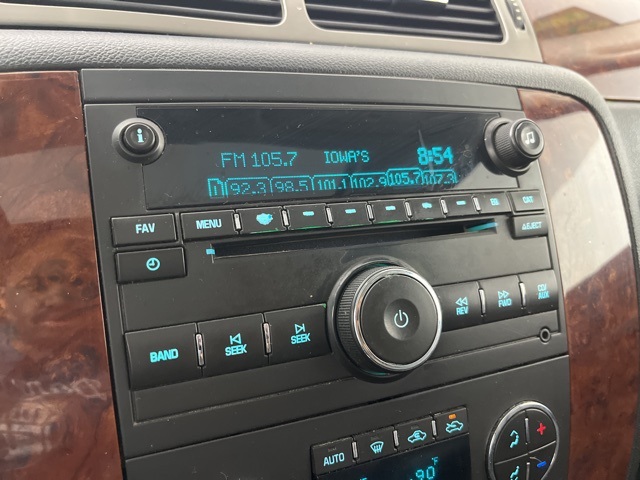 FM 105.7 IOWA'S 8:54
1 92.3 98.5 101.1 102.9 105.7 107.3
MENU
CAT
FAV
EJECT
REV FWD CD/AUX
BAND SEEK SEEK
AUTO
90°F